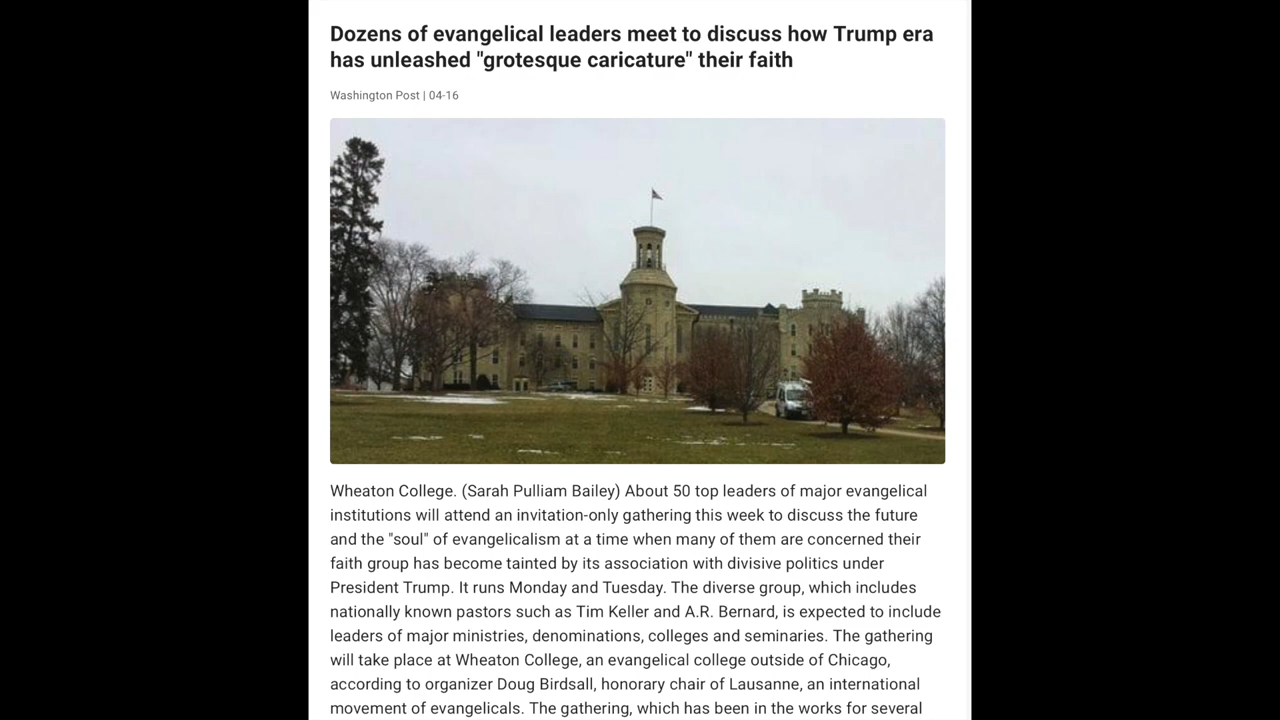 Dozens of evangelical leaders meet to discuss how Trump era
has unleashed "grotesque caricature" their faith
Washington Post | 04-16
Wheaton College. (Sarah Pulliam Bailey) About 50 top leaders of major evangelical
institutions will attend an invitation-only gathering this week to discuss the future
and the "soul" of evangelicalism at a time when many of them are concerned their
faith group has become tainted by its association with divisive politics under
President Trump. It runs Monday and Tuesday. The diverse group, which includes
nationally known pastors such as Tim Keller and A.R. Bernard, is expected to include
leaders of major ministries, denominations, colleges and seminaries. The gathering
will take place at Wheaton College, an evangelical college outside of Chicago,
according to organizer Doug Birdsall, honorary chair of Lausanne, an international
movement of evangelicals. The gathering, which has been in the works for several